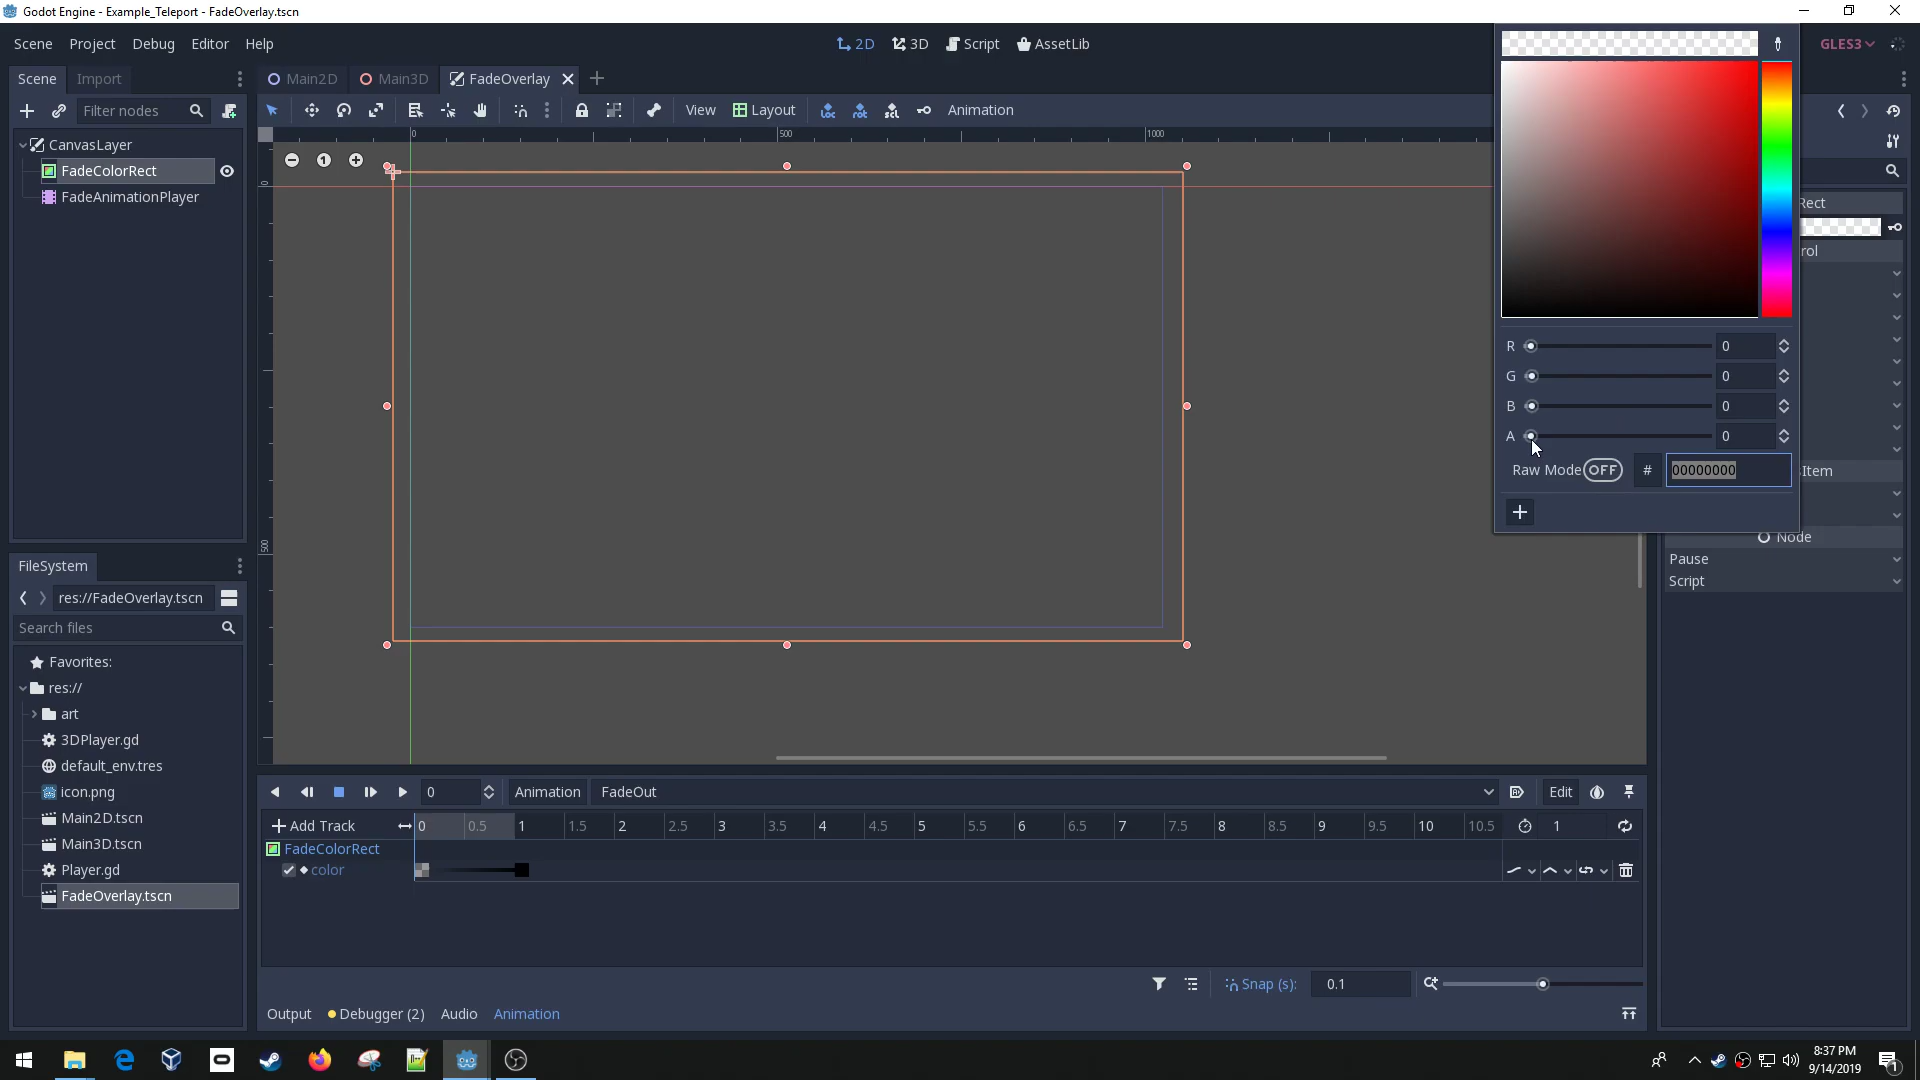 Godot Engine - Example_Teleport - FadeOverlay.tscn
Scene Project Debug Editor Help
2D 3D Script AssetLib
GLES3
Scene Import
Main2D Main3D FadeOverlay
Filter nodes
View Layout Animation
0 500 1000
CanvasLayer
FadeColorRect
FadeAnimationPlayer
1
0
500
Rect
rol
R 0
G 0
B 0
A 0
Raw Mode OFF # 00000000
Item
Node
Pause
Script
FileSystem
res://FadeOverlay.tscn
Search files
Favorites:
res://
art
3DPlayer.gd
default_env.tres
icon.png
Main2D.tscn
Main3D.tscn
Player.gd
FadeOverlay.tscn
0 Animation FadeOut Edit
Add Track 0 0.5 1 1.5 2 2.5 3 3.5 4 4.5 5 5.5 6 6.5 7 7.5 8 8.5 9 9.5 10 10.5 1
FadeColorRect
color
Snap (s): 0.1
Output Debugger (2) Audio Animation
8:37 PM
9/14/2019
1